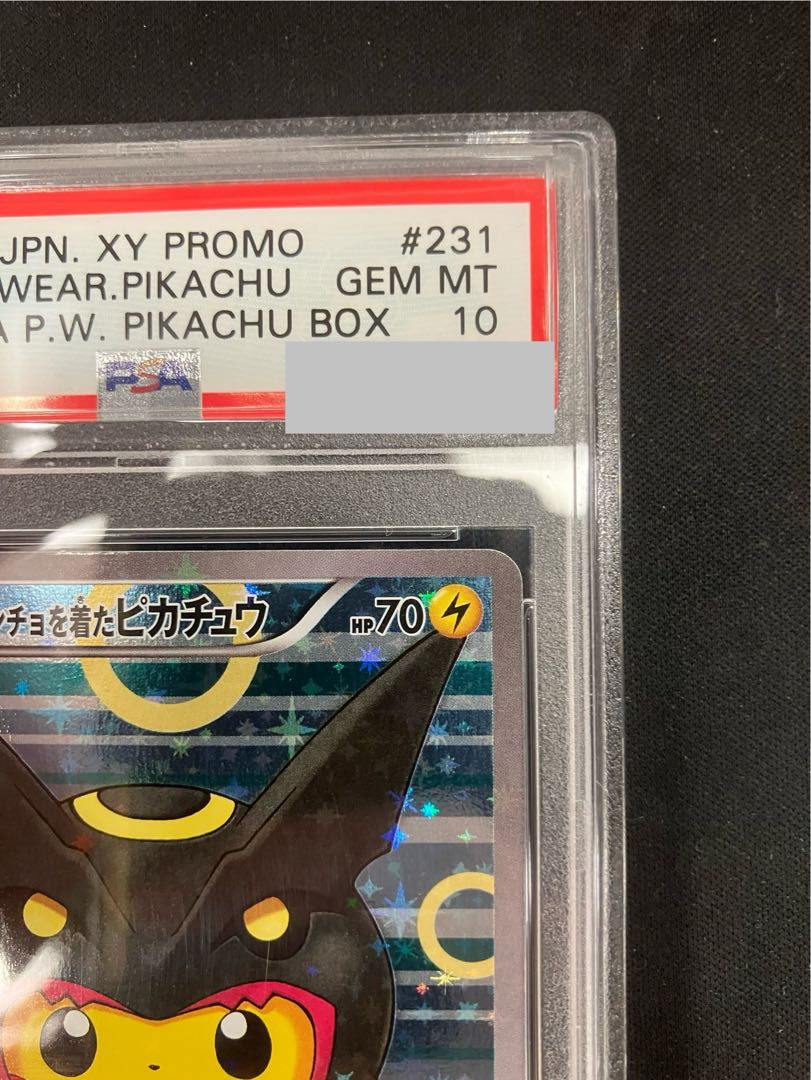 JPN. XY PROMO #231
WEAR.PIKACHU GEM MT
A P.W. PIKACHU BOX 10
PSA
ンチョを着たピカチュウ HP70
き